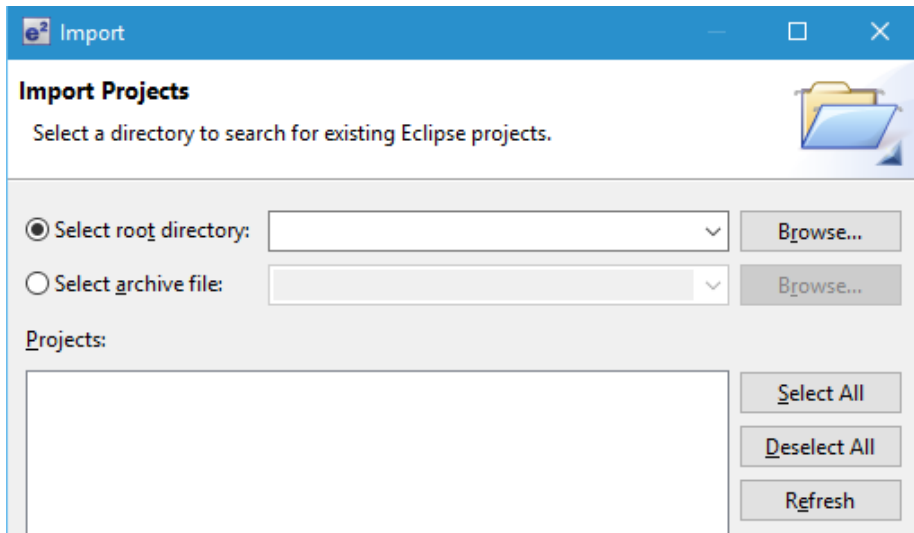 e² Import
Import Projects
Select a directory to search for existing Eclipse projects.
Select root directory: Browse...
Select archive file: Browse...
Projects:
Select All
Deselect All
Refresh